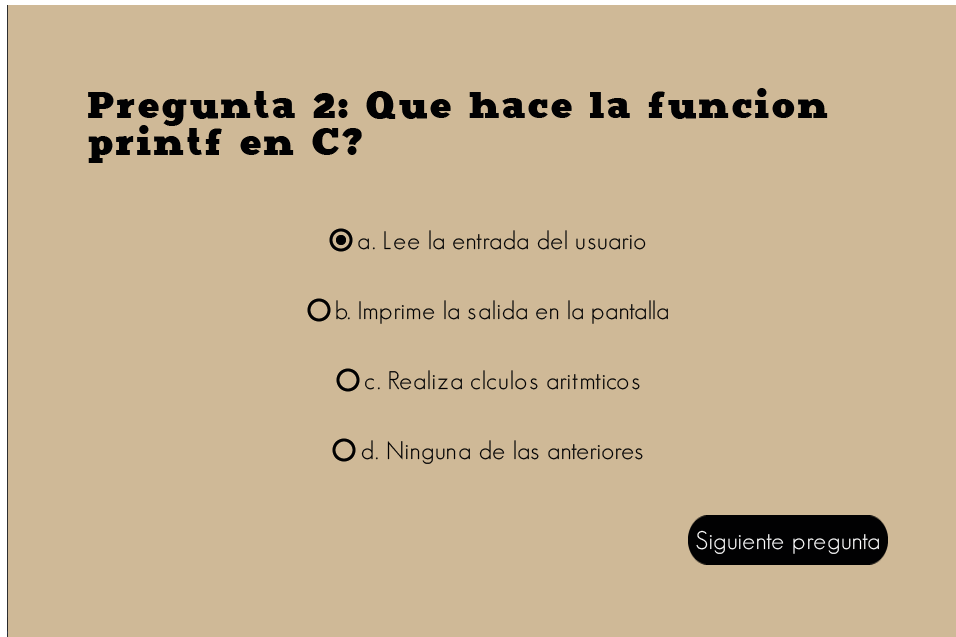 Pregunta 2: Que hace la funcion
printf en C?
a. Lee la entrada del usuario
b. Imprime la salida en la pantalla
c. Realiza clculos aritmticos
d. Ninguna de las anteriores
Siguiente pregunta